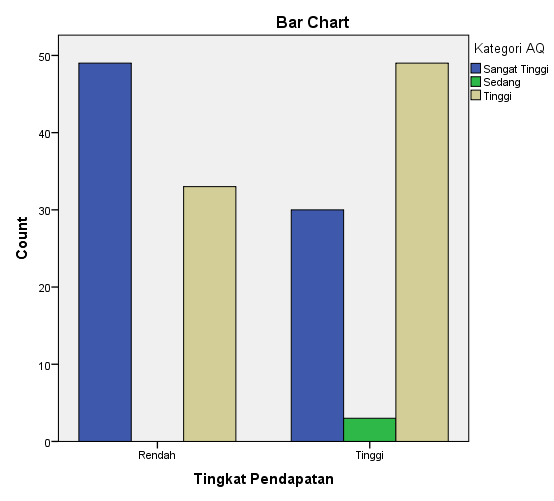 Bar Chart
Kategori AQ
Sangat Tinggi
Sedang
Tinggi
50
40
30
20
10
0
Count
Rendah
Tinggi
Tingkat Pendapatan